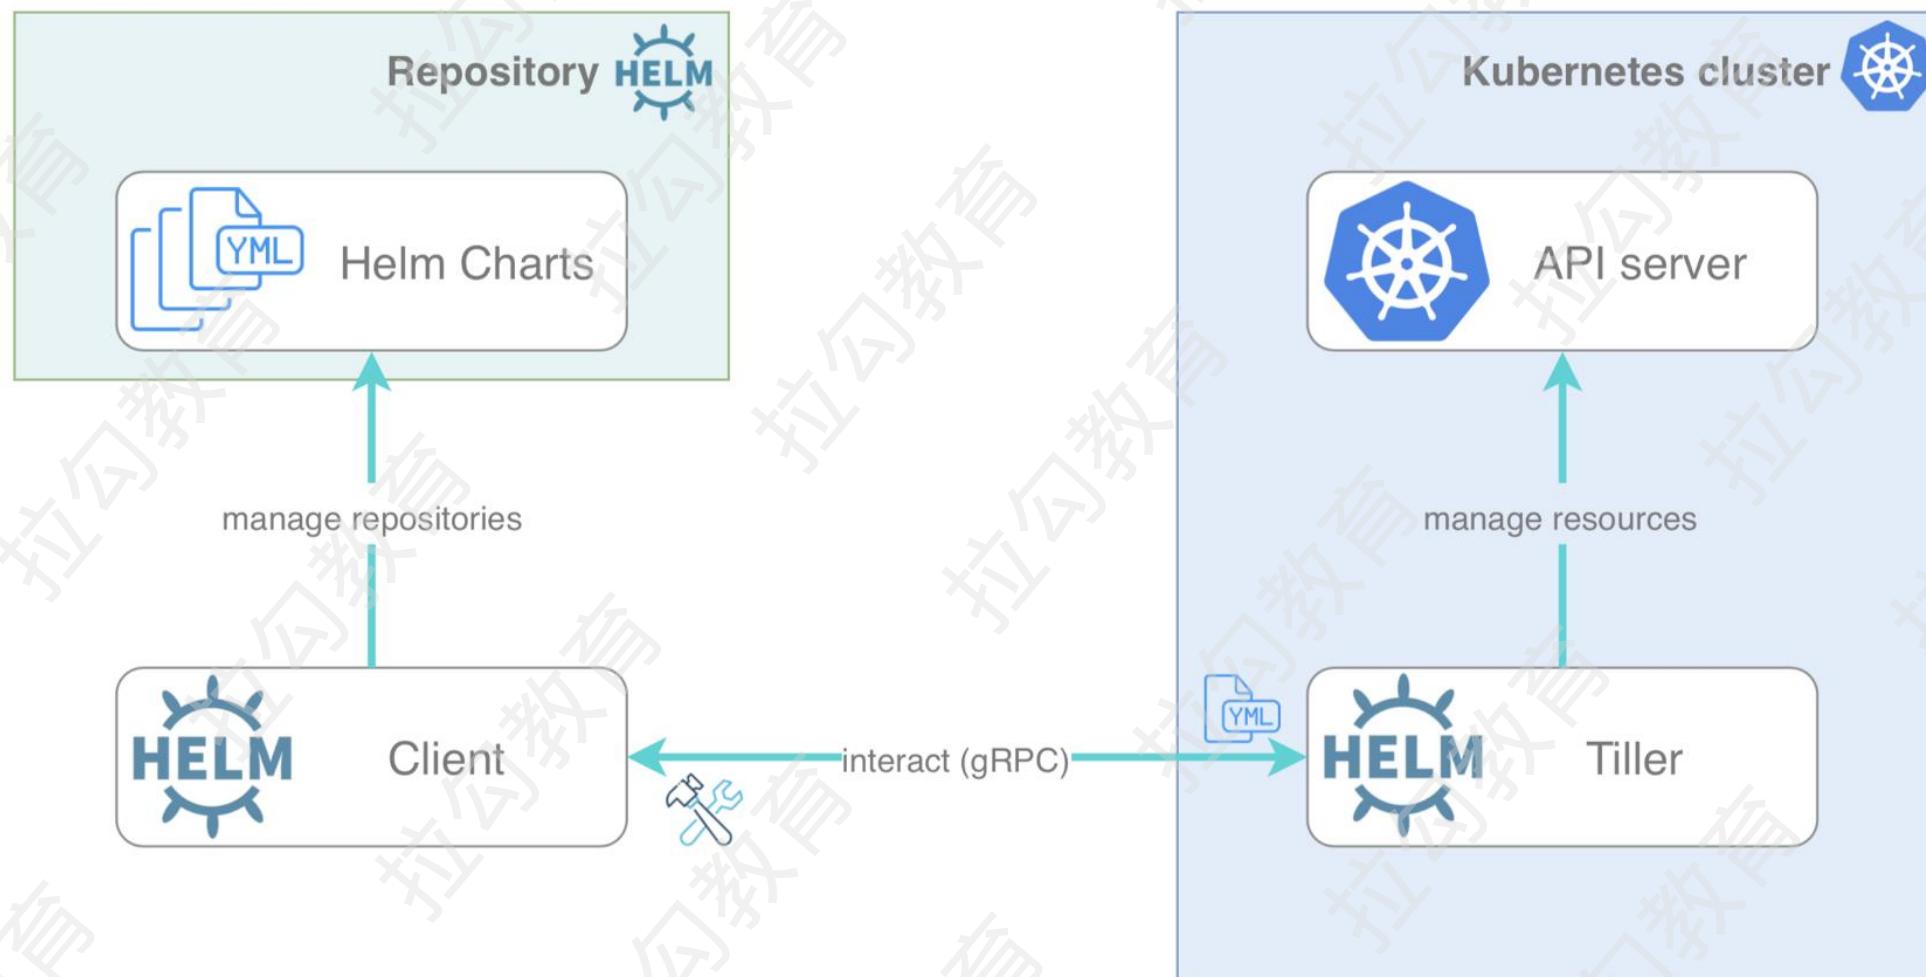 Repository HELM
Kubernetes cluster
YML Helm Charts
API server
manage repositories
manage resources
HELM Client
interact (gRPC)
YML
HELM Tiller
拉勾教育